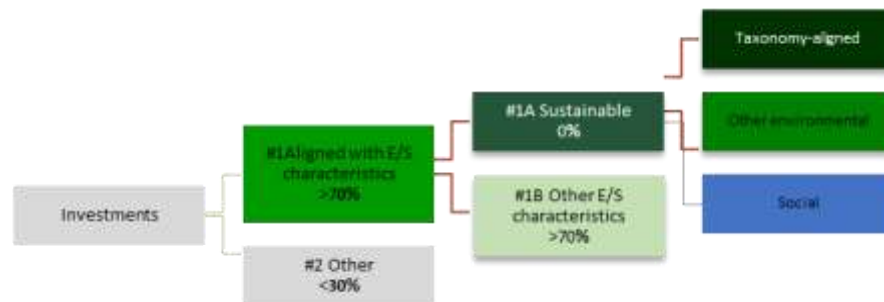 Taxonomy-aligned
#1A Sustainable
0%
Other environmental
#1Aligned with E/S
characteristics
>70%
Investments
#1B Other E/S
characteristics
>70%
Social
#2 Other
<30%